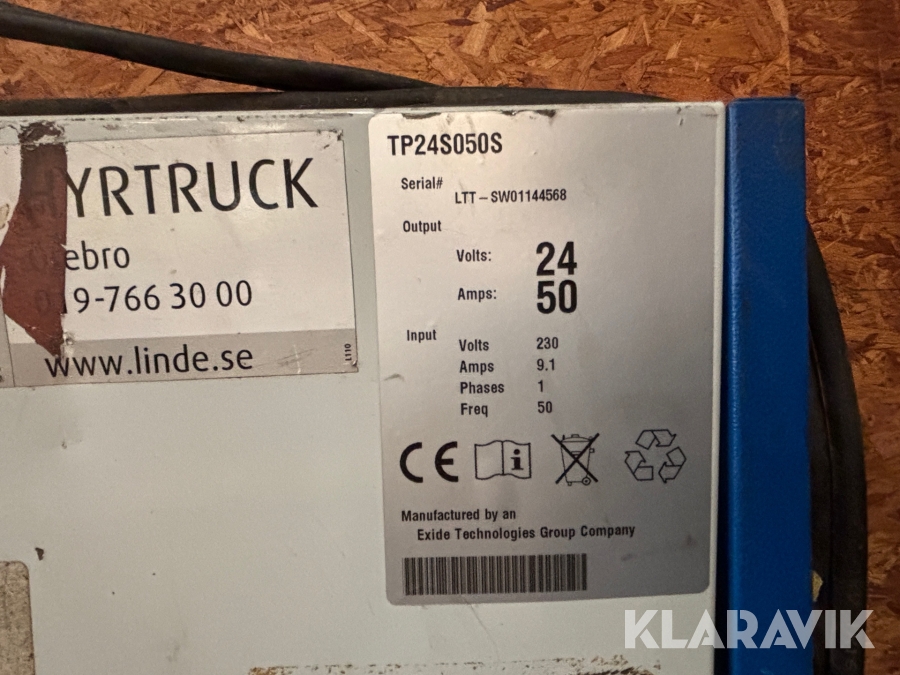 YRTRUCK
ebro
19-766 30 00
www.linde.se
L110
TP24S050S
Serial#
LTT-SW01144568
Output
Volts: 24
Amps: 50
Input
Volts 230
Amps 9.1
Phases 1
Freq 50
CE
i
Manufactured by an
Exide Technologies Group Company
KLARAVIK